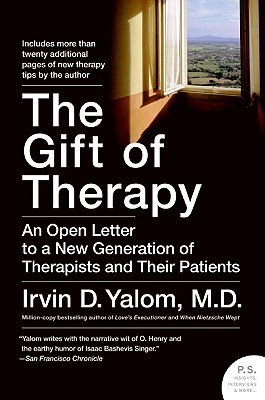 Includes more than
twenty additional
pages of new therapy
tips by the author
The
Gift of
Therapy
An Open Letter
to a New Generation of
Therapists and Their Patients
Irvin D. Yalom, M.D.
Million-copy bestselling author of Love's Executioner and When Nietzsche Wept
"Yalom writes with the narrative wit of O. Henry and
the earthy humor of Isaac Bashevis Singer."
—San Francisco Chronicle
P.S.
INSIGHTS,
INTERVIEWS
& MORE...